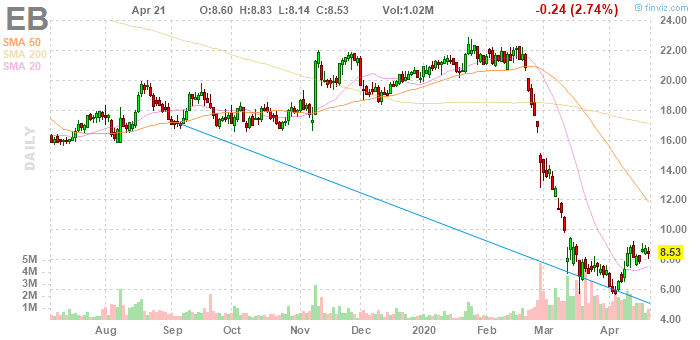 EB Apr 21 O:8.60 H:8.83 L:8.14 C:8.53 Vol:1.02M -0.24 (2.74%)
© finviz.com
SMA 50
SMA 200
SMA 20
DAILY
24.00
22.00
20.00
18.00
16.00
14.00
12.00
10.00
8.53
8.00
6.00
4.00
5M
4M
3M
2M
1M
Aug Sep Oct Nov Dec 2020 Feb Mar Apr